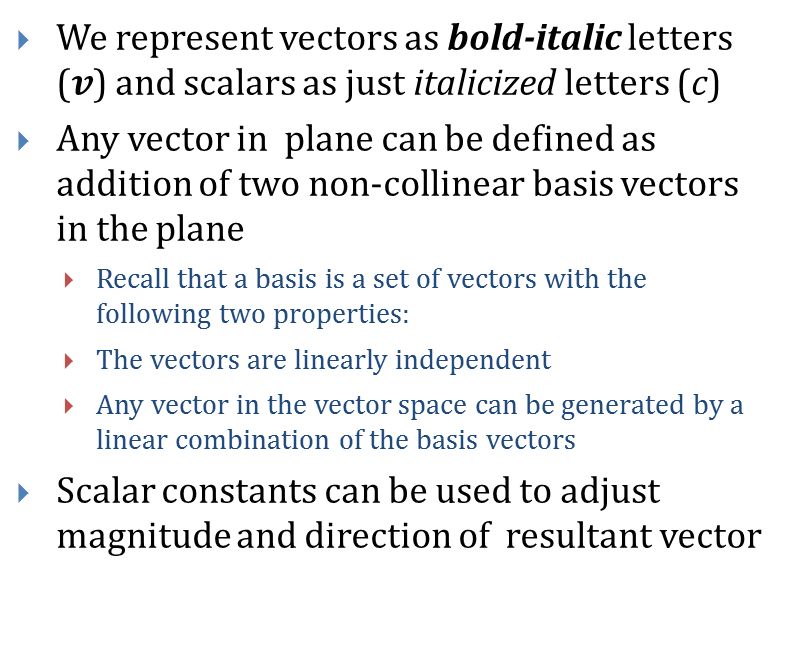 We represent vectors as bold-italic letters
(v) and scalars as just italicized letters (c)
Any vector in plane can be defined as
addition of two non-collinear basis vectors
in the plane
Recall that a basis is a set of vectors with the
following two properties:
The vectors are linearly independent
Any vector in the vector space can be generated by a
linear combination of the basis vectors
Scalar constants can be used to adjust
magnitude and direction of resultant vector